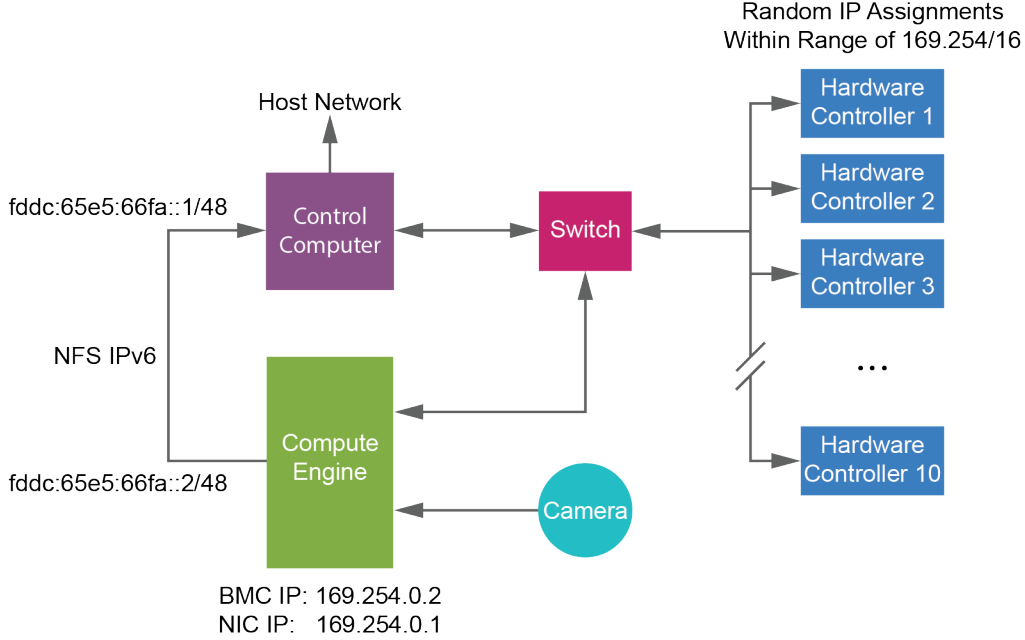 Random IP Assignments
Within Range of 169.254/16
Hardware
Controller 1
Host Network
Hardware
Controller 2
fddc:65e5:66fa::1/48
Control
Computer
Switch
Hardware
Controller 3
NFS IPv6
...
Compute
Engine
Hardware
Controller 10
fddc:65e5:66fa::2/48
Camera
BMC IP: 169.254.0.2
NIC IP: 169.254.0.1